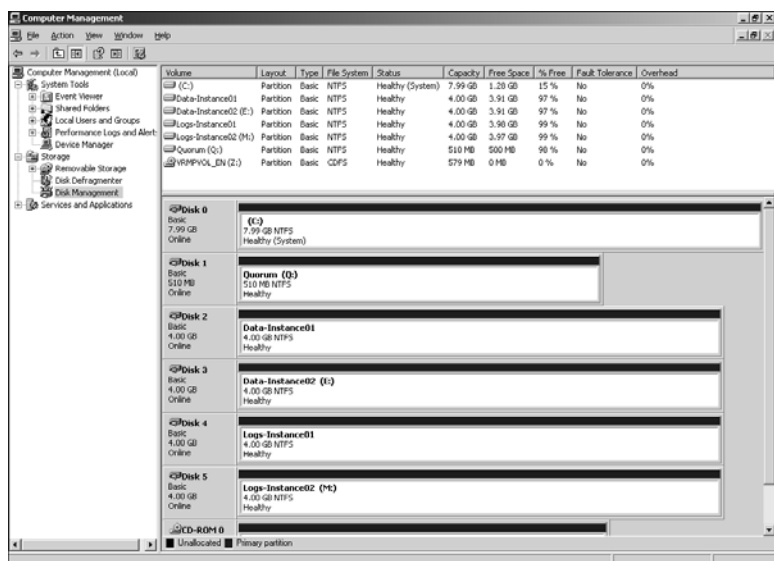 Computer Management
File Action View Window Help
Computer Management (Local)
System Tools
Event Viewer
Shared Folders
Local Users and Groups
Performance Logs and Alert:
Device Manager
Storage
Removable Storage
Disk Defragmenter
Disk Management
Services and Applications
Volume Layout Type File System Status Capacity Free Space % Free Fault Tolerance Overhead
(C:) Partition Basic NTFS Healthy (System) 7.99 GB 1.28 GB 15 % No 0%
Data-Instance01 Partition Basic NTFS Healthy 4.00 GB 3.91 GB 97 % No 0%
Data-Instance02 (E:) Partition Basic NTFS Healthy 4.00 GB 3.91 GB 97 % No 0%
Logs-Instance01 Partition Basic NTFS Healthy 4.00 GB 3.98 GB 99 % No 0%
Logs-Instance02 (M:) Partition Basic NTFS Healthy 4.00 GB 3.97 GB 99 % No 0%
Quorum (Q:) Partition Basic NTFS Healthy 510 MB 500 MB 98 % No 0%
VRMPVOL_EN (Z:) Partition Basic CDFS Healthy 579 MB 0 MB 0 % No 0%
Disk 0
Basic
7.99 GB
Online
(C:)
7.99 GB NTFS
Healthy (System)
Disk 1
Basic
510 MB
Online
Quorum (Q:)
510 MB NTFS
Healthy
Disk 2
Basic
4.00 GB
Online
Data-Instance01
4.00 GB NTFS
Healthy
Disk 3
Basic
4.00 GB
Online
Data-Instance02 (E:)
4.00 GB NTFS
Healthy
Disk 4
Basic
4.00 GB
Online
Logs-Instance01
4.00 GB NTFS
Healthy
Disk 5
Basic
4.00 GB
Online
Logs-Instance02 (M:)
4.00 GB NTFS
Healthy
CD-ROM 0
Unallocated Primary partition